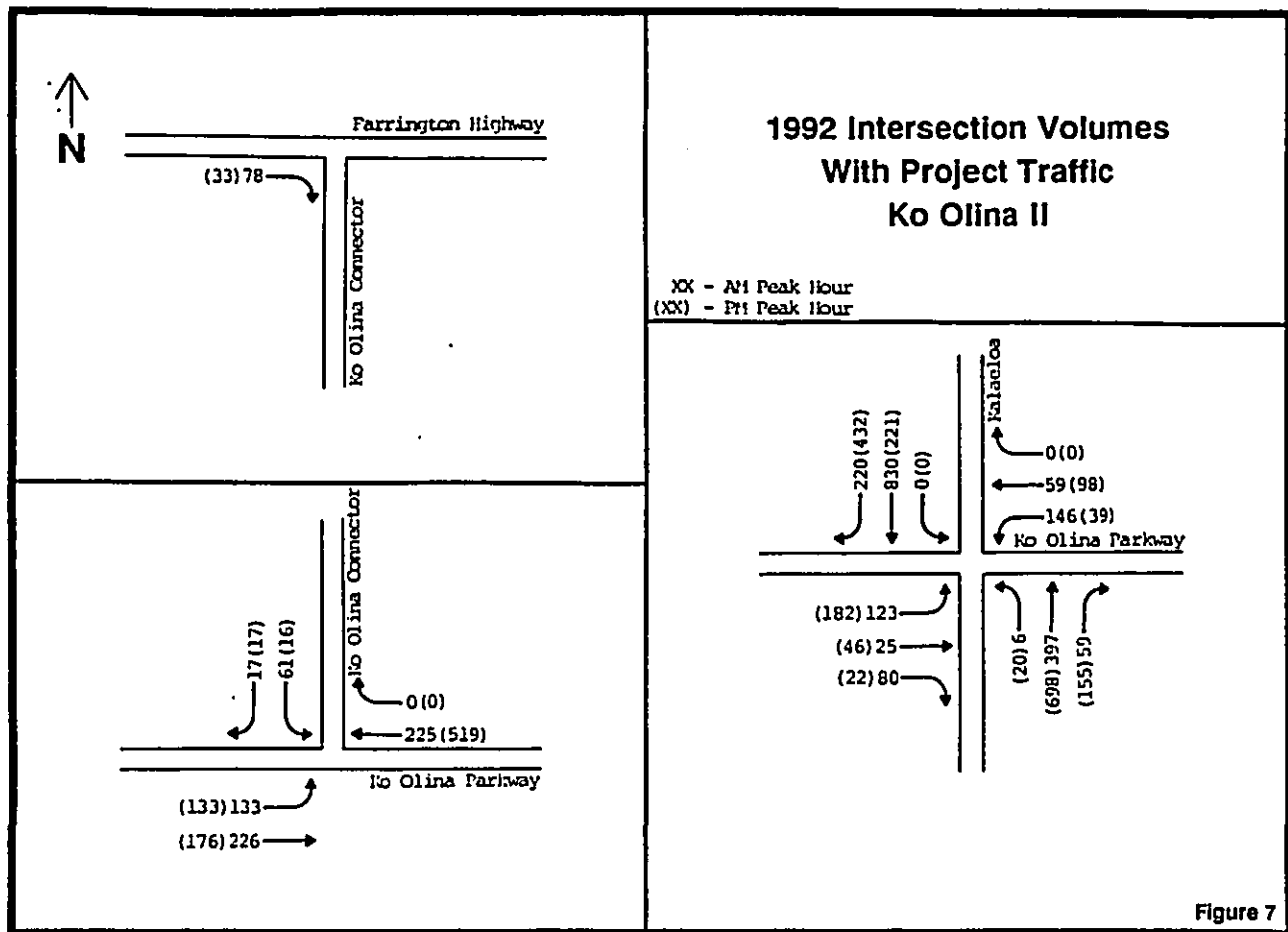 N
Farrington Highway
(33)78
Ko Olina Connector
1992 Intersection Volumes
With Project Traffic
Ko Olina II
XX - AM Peak Hour
(XX) - PM Peak Hour
Ko Olina Connector
17(17)
61(16)
0(0)
225(519)
Ko Olina Parkway
(133)133
(176)226
Kalaeloa
220(432)
830(221)
0(0)
0(0)
59(98)
146(39)
Ko Olina Parkway
(182)123
(46)25
(22)80
(20)6
(698)397
(155)59
Figure 7